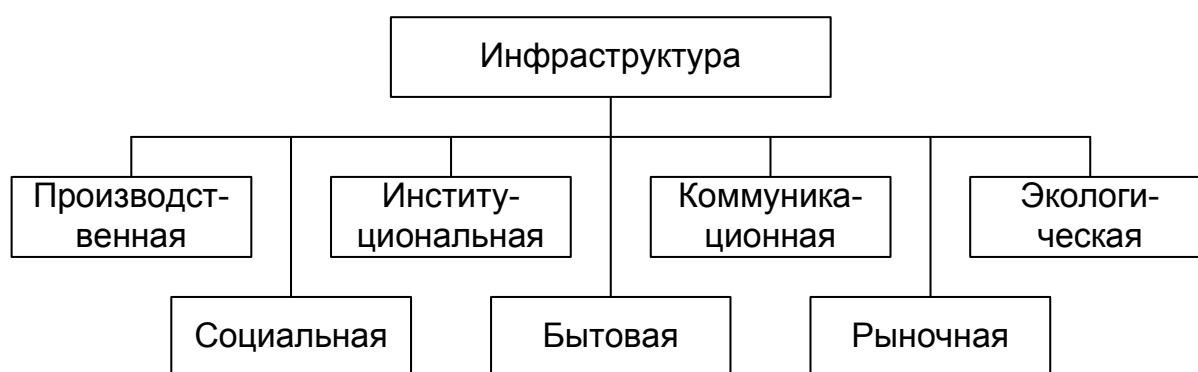 Инфраструктура
Производст-
венная
Институ-
циональная
Коммуника-
ционная
Экологи-
ческая
Социальная
Бытовая
Рыночная